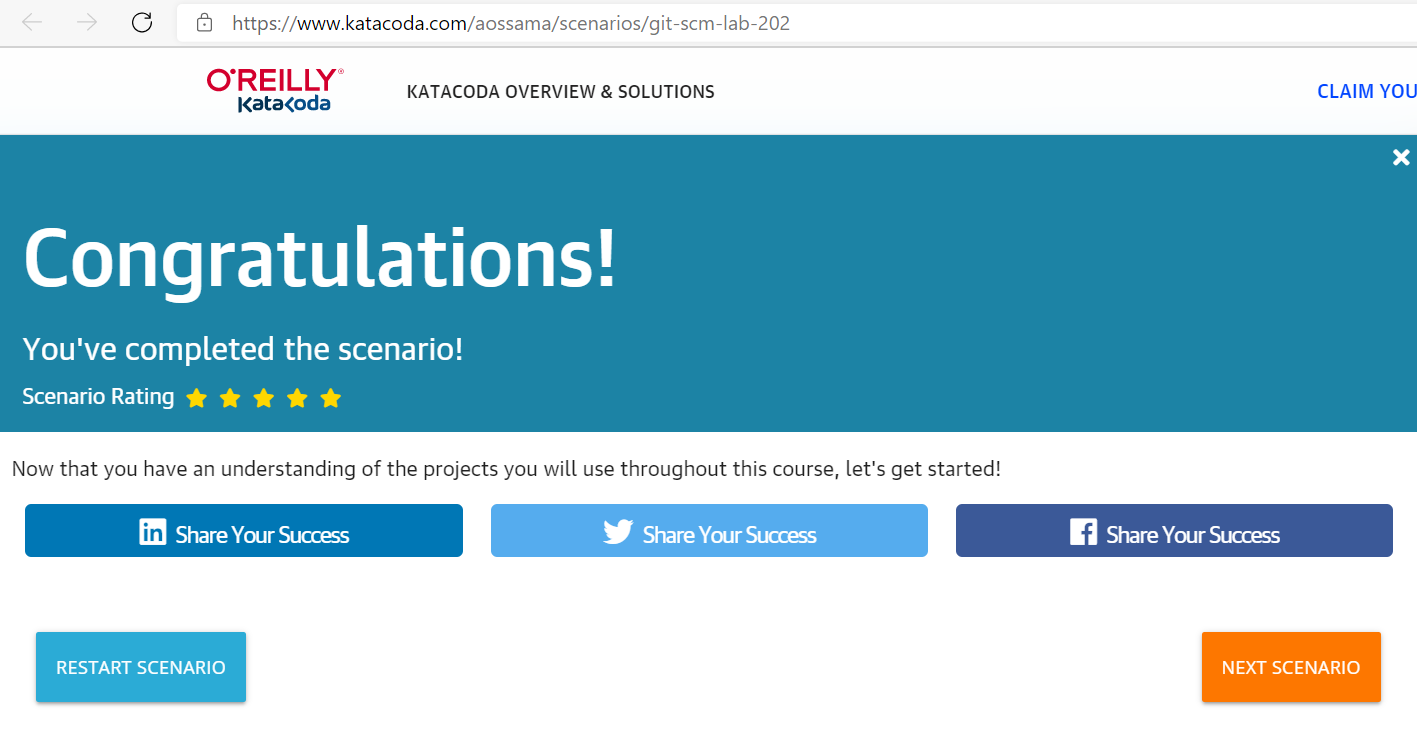 https://www.katacoda.com/aossama/scenarios/git-scm-lab-202
O'REILLY®
KataKoda
KATACODA OVERVIEW & SOLUTIONS
CLAIM YOU
Congratulations!
You've completed the scenario!
Scenario Rating
Now that you have an understanding of the projects you will use throughout this course, let's get started!
in Share Your Success
Share Your Success
f Share Your Success
RESTART SCENARIO
NEXT SCENARIO